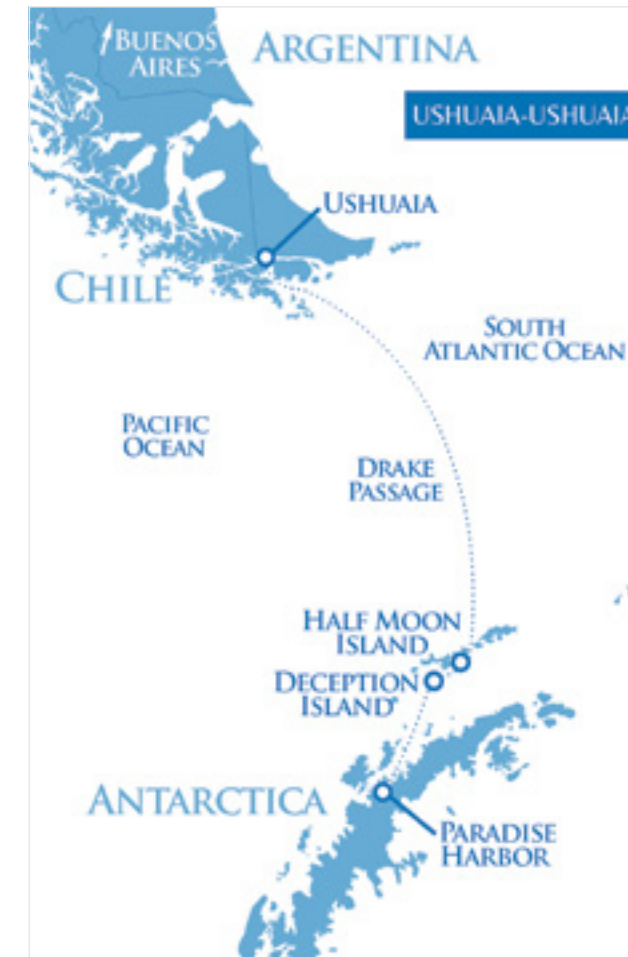 BUENOS
AIRES
ARGENTINA
USHUAIA-USHUAIA
USHUAIA
CHILE
SOUTH
ATLANTIC OCEAN
PACIFIC
OCEAN
DRAKE
PASSAGE
HALF MOON
ISLAND
DECEPTION
ISLAND
ANTARCTICA
PARADISE
HARBOR